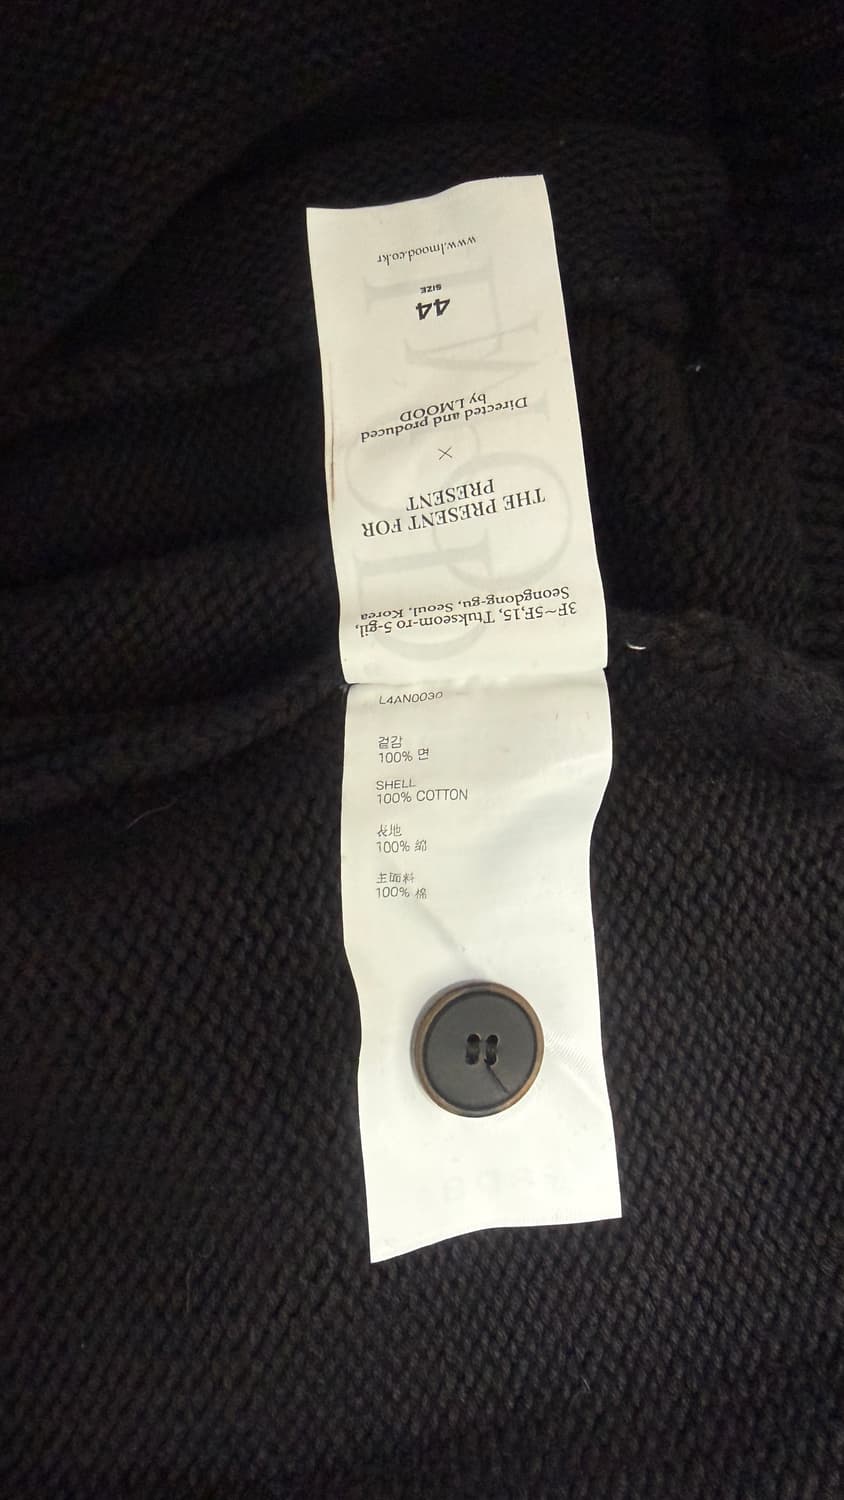 3F~5F,15, Ttukseom-ro 5-gil,
Seongdong-gu, Seoul, Korea
THE PRESENT FOR
PRESENT
×
Directed and produced
by LMOOD
44
SIZE
www.lmood.co.kr
L4AN0030
겉감
100% 면
SHELL
100% COTTON
表地
100% 綿
主面料
100% 棉